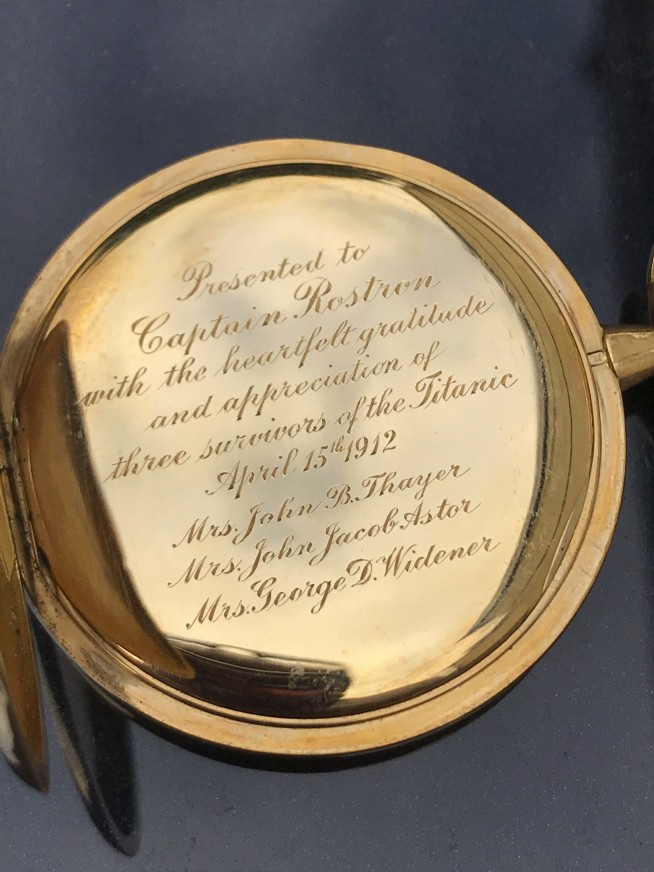 Presented to
Captain Rostron
with the heartfelt gratitude
and appreciation of
three survivors of the Titanic
April 15th 1912
Mrs. John B. Thayer
Mrs. John Jacob Astor
Mrs. George D. Widener